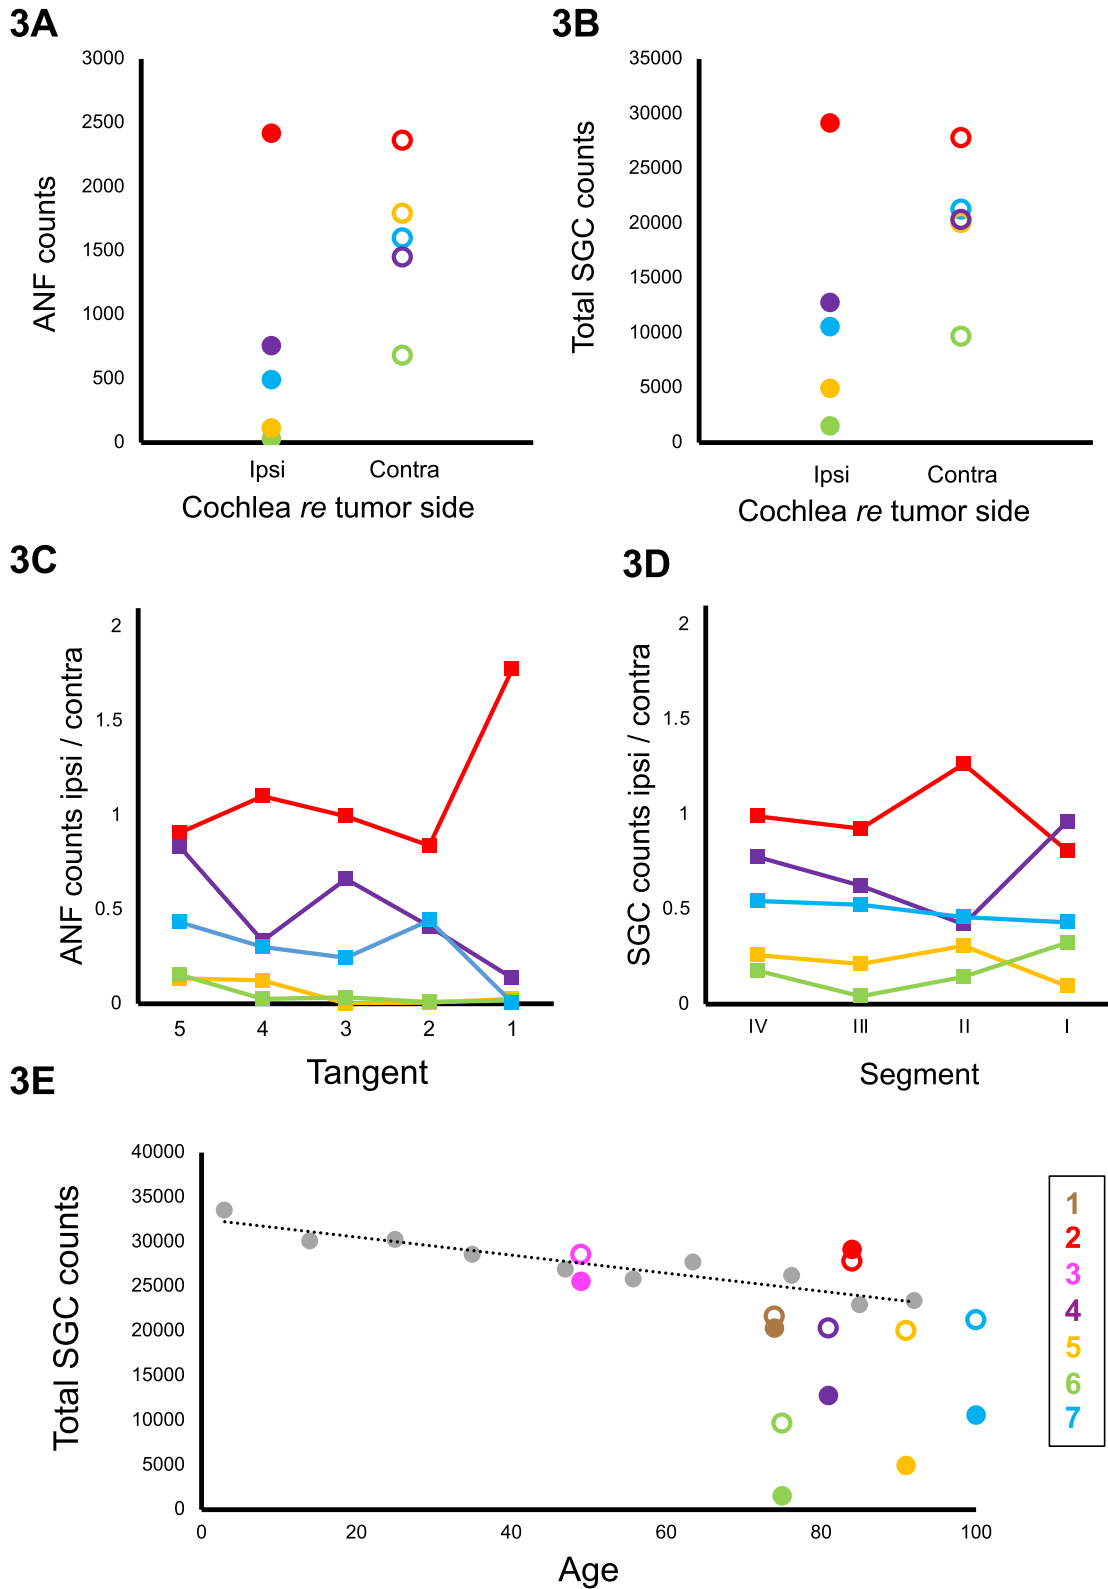 3A
3B
3000
2500
2000
1500
1000
500
0
ANF counts
Ipsi
Contra
Cochlea re tumor side
35000
30000
25000
20000
15000
10000
5000
0
Total SGC counts
Ipsi
Contra
Cochlea re tumor side
3C
3D
2
1.5
1
0.5
0
ANF counts ipsi / contra
5
4
3
2
1
Tangent
2
1.5
1
0.5
0
SGC counts ipsi / contra
IV
III
II
I
Segment
3E
40000
35000
30000
25000
20000
15000
10000
5000
0
Total SGC counts
0
20
40
60
80
100
Age
1
2
3
4
5
6
7